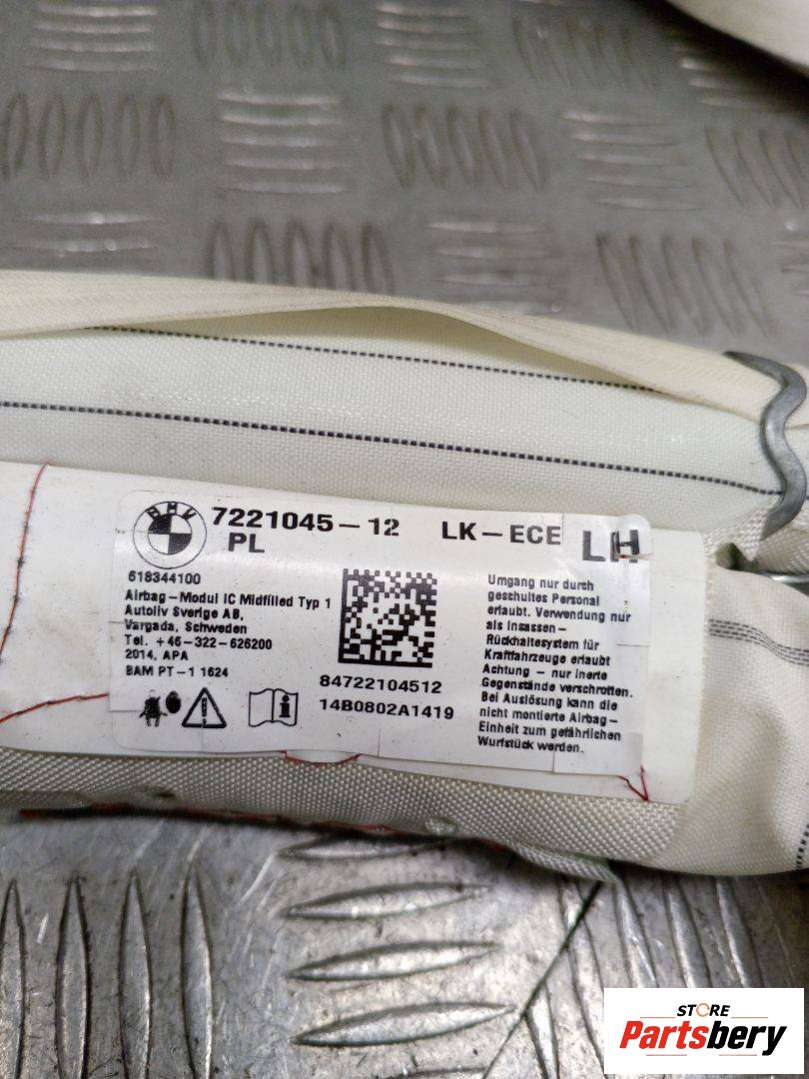 BMW
7221045-12 LK-ECE LH
PL
618344100
Airbag-Modul IC Midfilled Typ 1
Autoliv Sverige AB,
Vargada, Schweden
Tel. +46-322-626200
2014, APA
BAM PT-1 1624
84722104512
14B0802A1419
Umgang nur durch
geschultes Personal
erlaubt. Verwendung nur
als Insassen-
Rückhaltesystem für
Kraftfahrzeuge erlaubt
Achtung - nur inerte
Gegenstände verschrotten.
Bei Auslösung kann die
nicht montierte Airbag-
Einheit zum gefährlichen
Wurfstück werden.
STORE
Partsbery